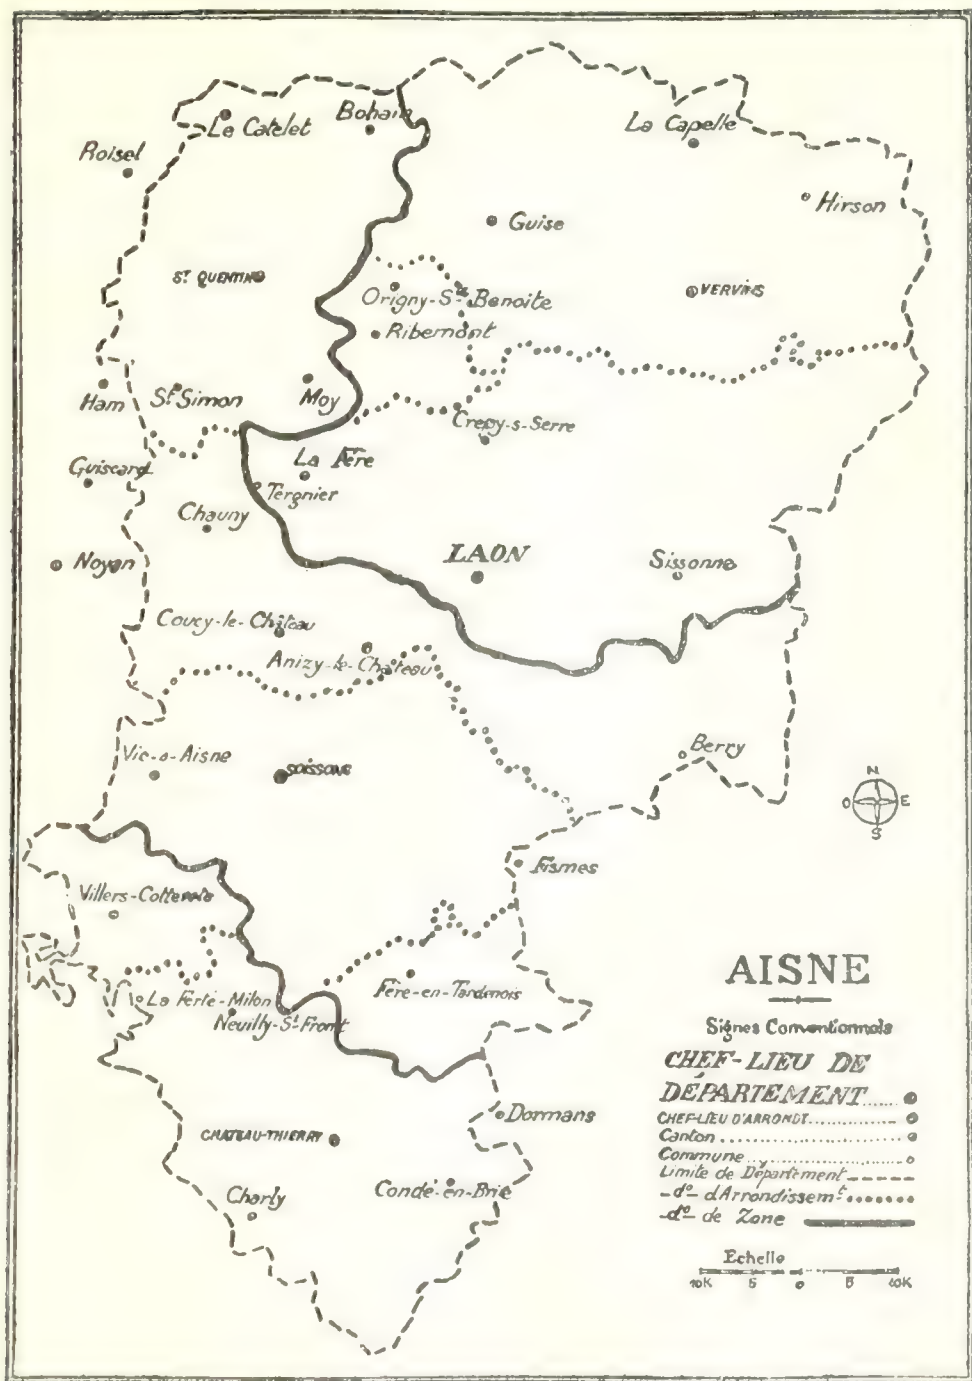 Le Catelet
Bohain
La Capelle
Roisel
Hirson
Guise
ST QUENTIN
VERVINS
Origny-Ste Benoite
Ribemont
Ham
St Simon
Moy
Crepy-s-Serre
Guiscard
La Fère
Tergnier
Chauny
LAON
Noyon
Sissonne
Coucy-le-Château
Anizy-le-Château
Vic-s-Aisne
SOISSONS
Berry
N
O
E
S
Fismes
Villers-Cotterets
AISNE
Fère-en-Tardenois
La Ferté-Milon
Neuilly-St Front
Signes Conventionnels
CHEF-LIEU DE
DÉPARTEMENT
CHEF-LIEU D'ARRONDT
Canton
Commune
Limite de Département
-do- d'Arrondissemt
-do- de Zone
Dormans
CHATEAU-THIERRY
Condé-en-Brie
Charly
Echelle
10K 5 0 5 10K